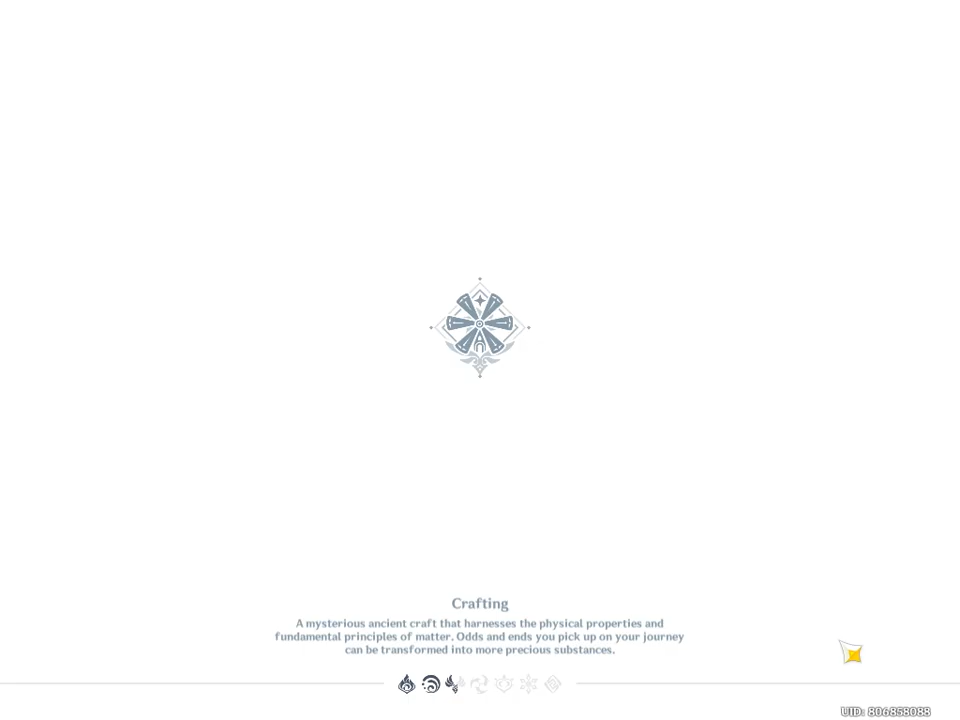 Crafting
A mysterious ancient craft that harnesses the physical properties and
fundamental principles of matter. Odds and ends you pick up on your journey
can be transformed into more precious substances.
UID: 806858088